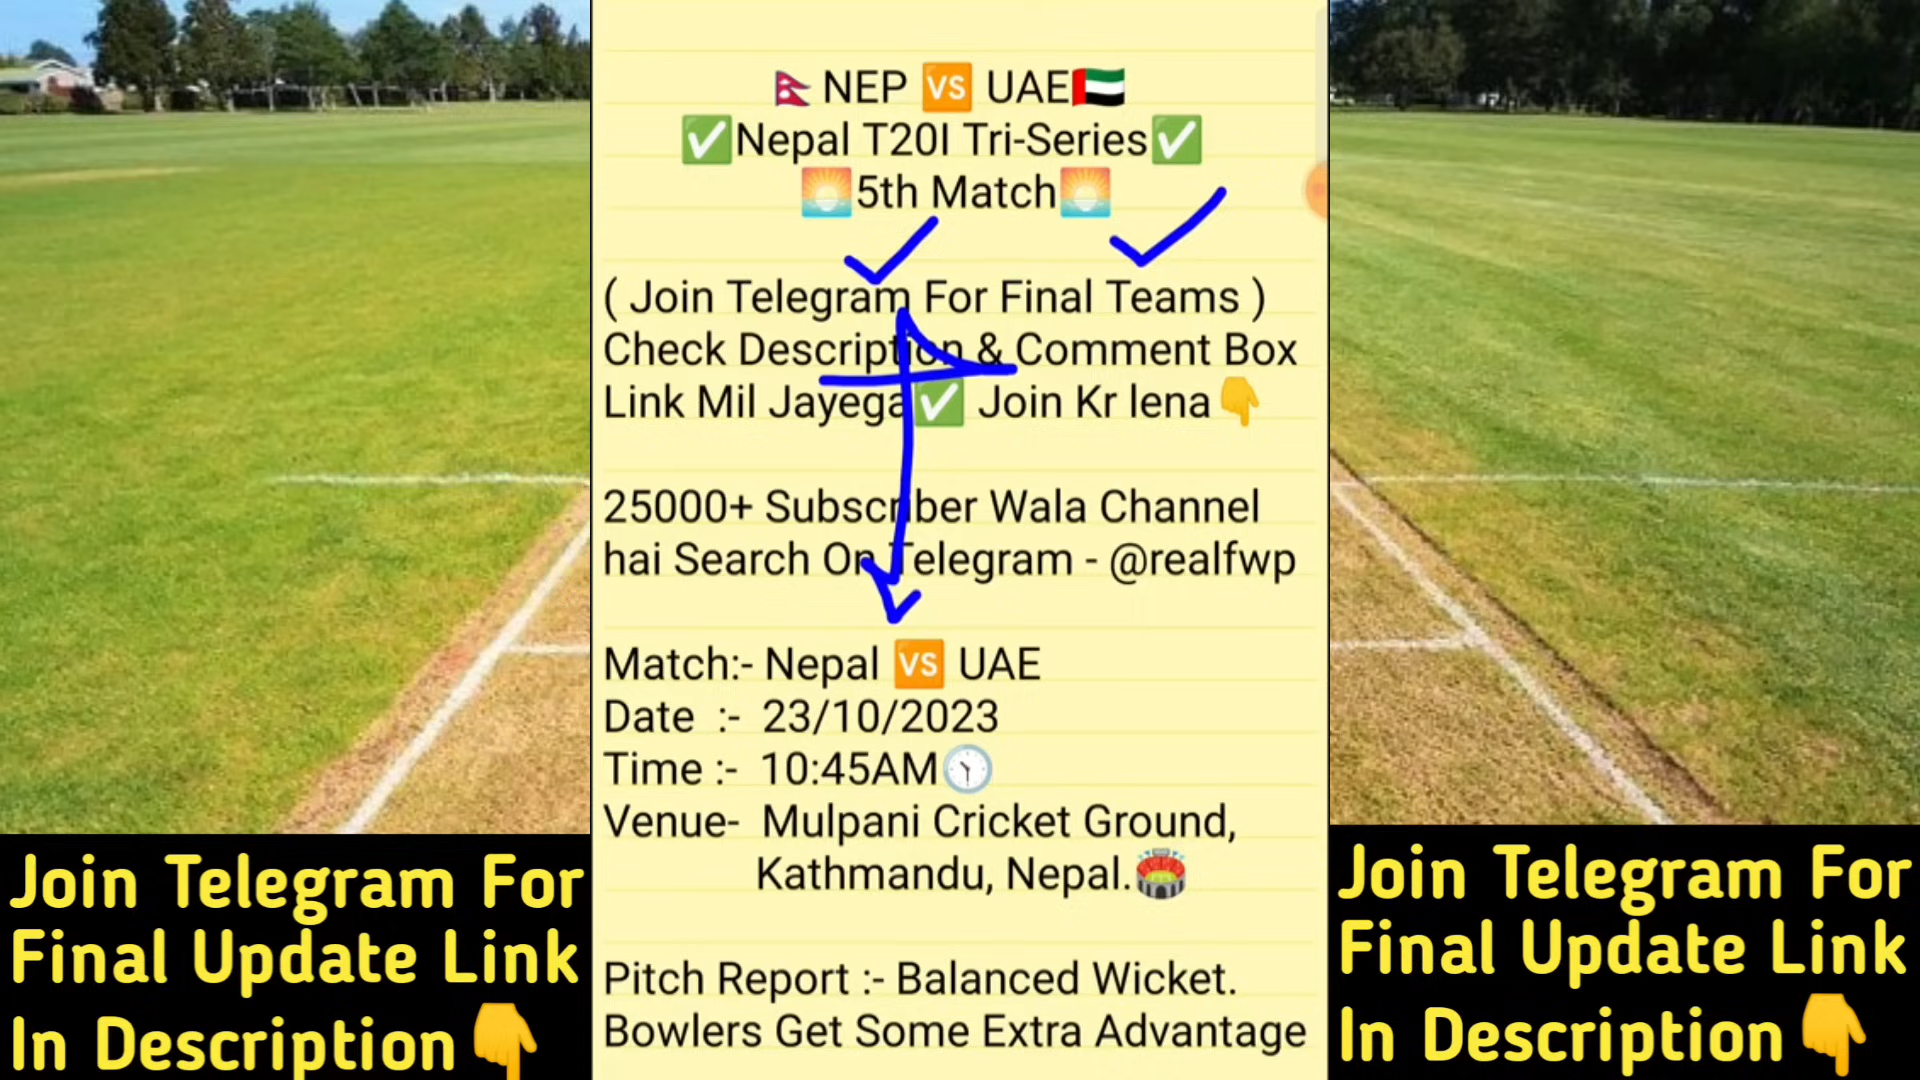 🇳🇵 NEP 🆚 UAE🇦🇪
✅Nepal T20I Tri-Series✅
🌅5th Match🌅
( Join Telegram For Final Teams )
Check Description & Comment Box
Link Mil Jayega✅ Join Kr lena👇
25000+ Subscriber Wala Channel
hai Search On Telegram - @realfwp
Match:- Nepal 🆚 UAE
Date :- 23/10/2023
Time :- 10:45AM🕥
Venue- Mulpani Cricket Ground,
Kathmandu, Nepal.🏟️
Pitch Report :- Balanced Wicket.
Bowlers Get Some Extra Advantage
Join Telegram For
Final Update Link
In Description👇
Join Telegram For
Final Update Link
In Description👇